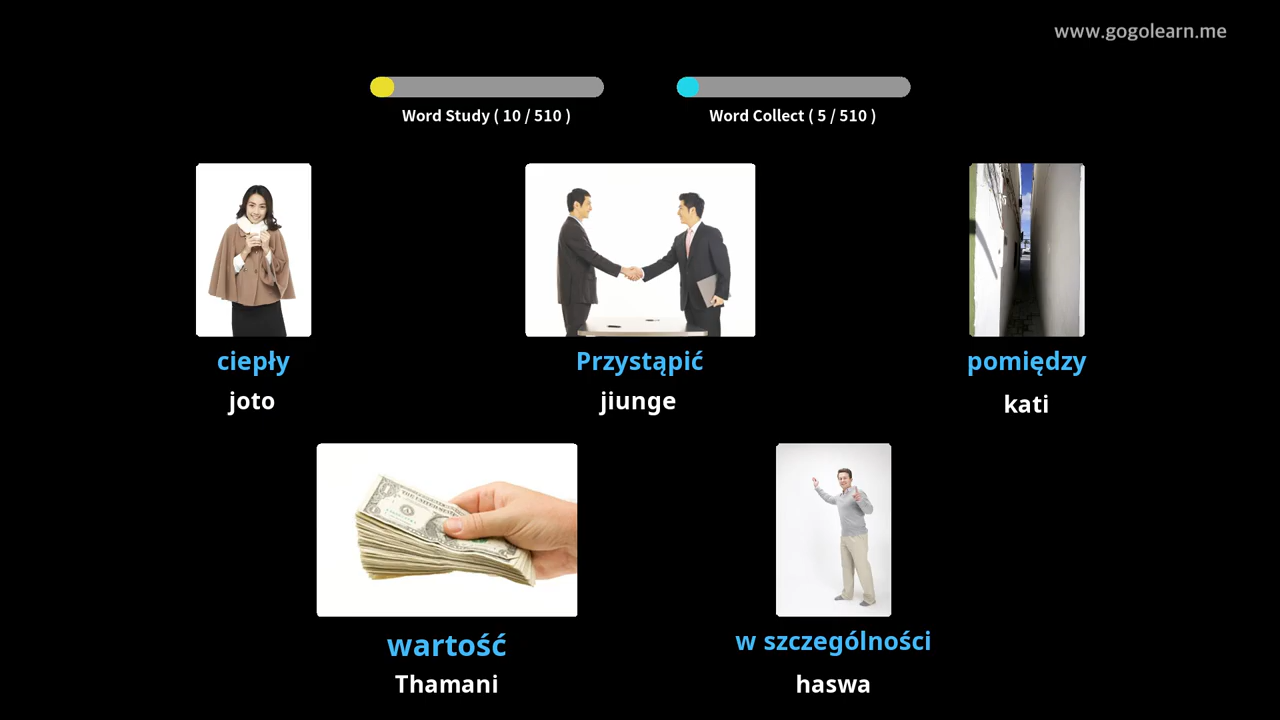 www.gogolearn.me
Word Study ( 10 / 510 )
Word Collect ( 5 / 510 )
ciepły
joto
Przystąpić
jiunge
pomiędzy
kati
wartość
Thamani
w szczególności
haswa